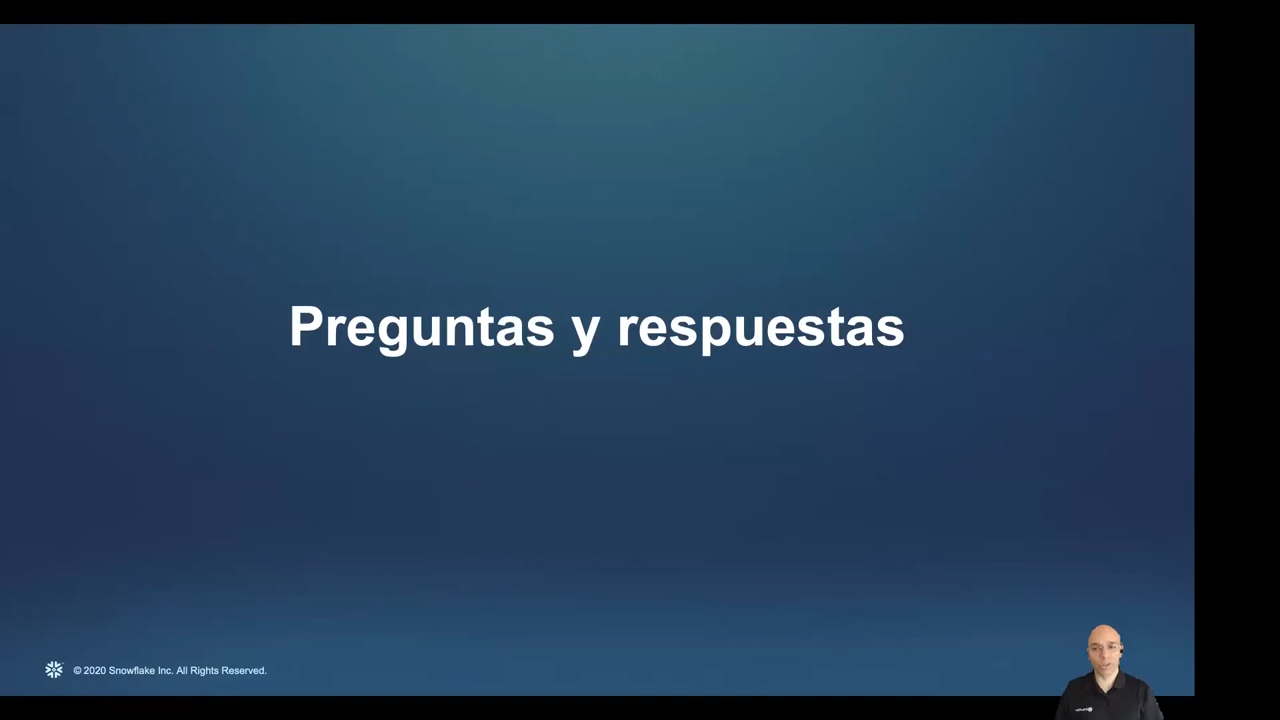 Preguntas y respuestas
© 2020 Snowflake Inc. All Rights Reserved.